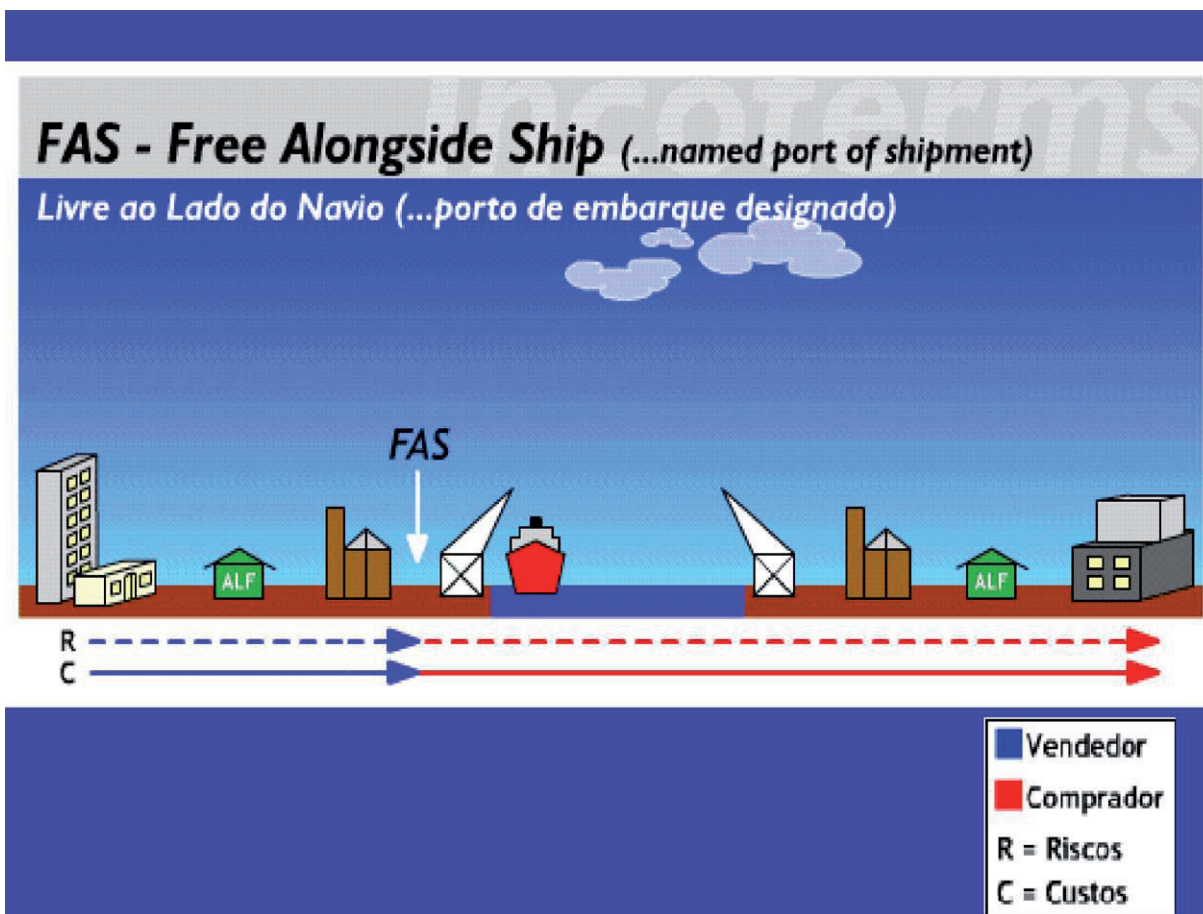 Incoterms
FAS - Free Alongside Ship (...named port of shipment)
Livre ao Lado do Navio (...porto de embarque designado)
FAS
ALF
ALF
R
C
Vendedor
Comprador
R = Riscos
C = Custos